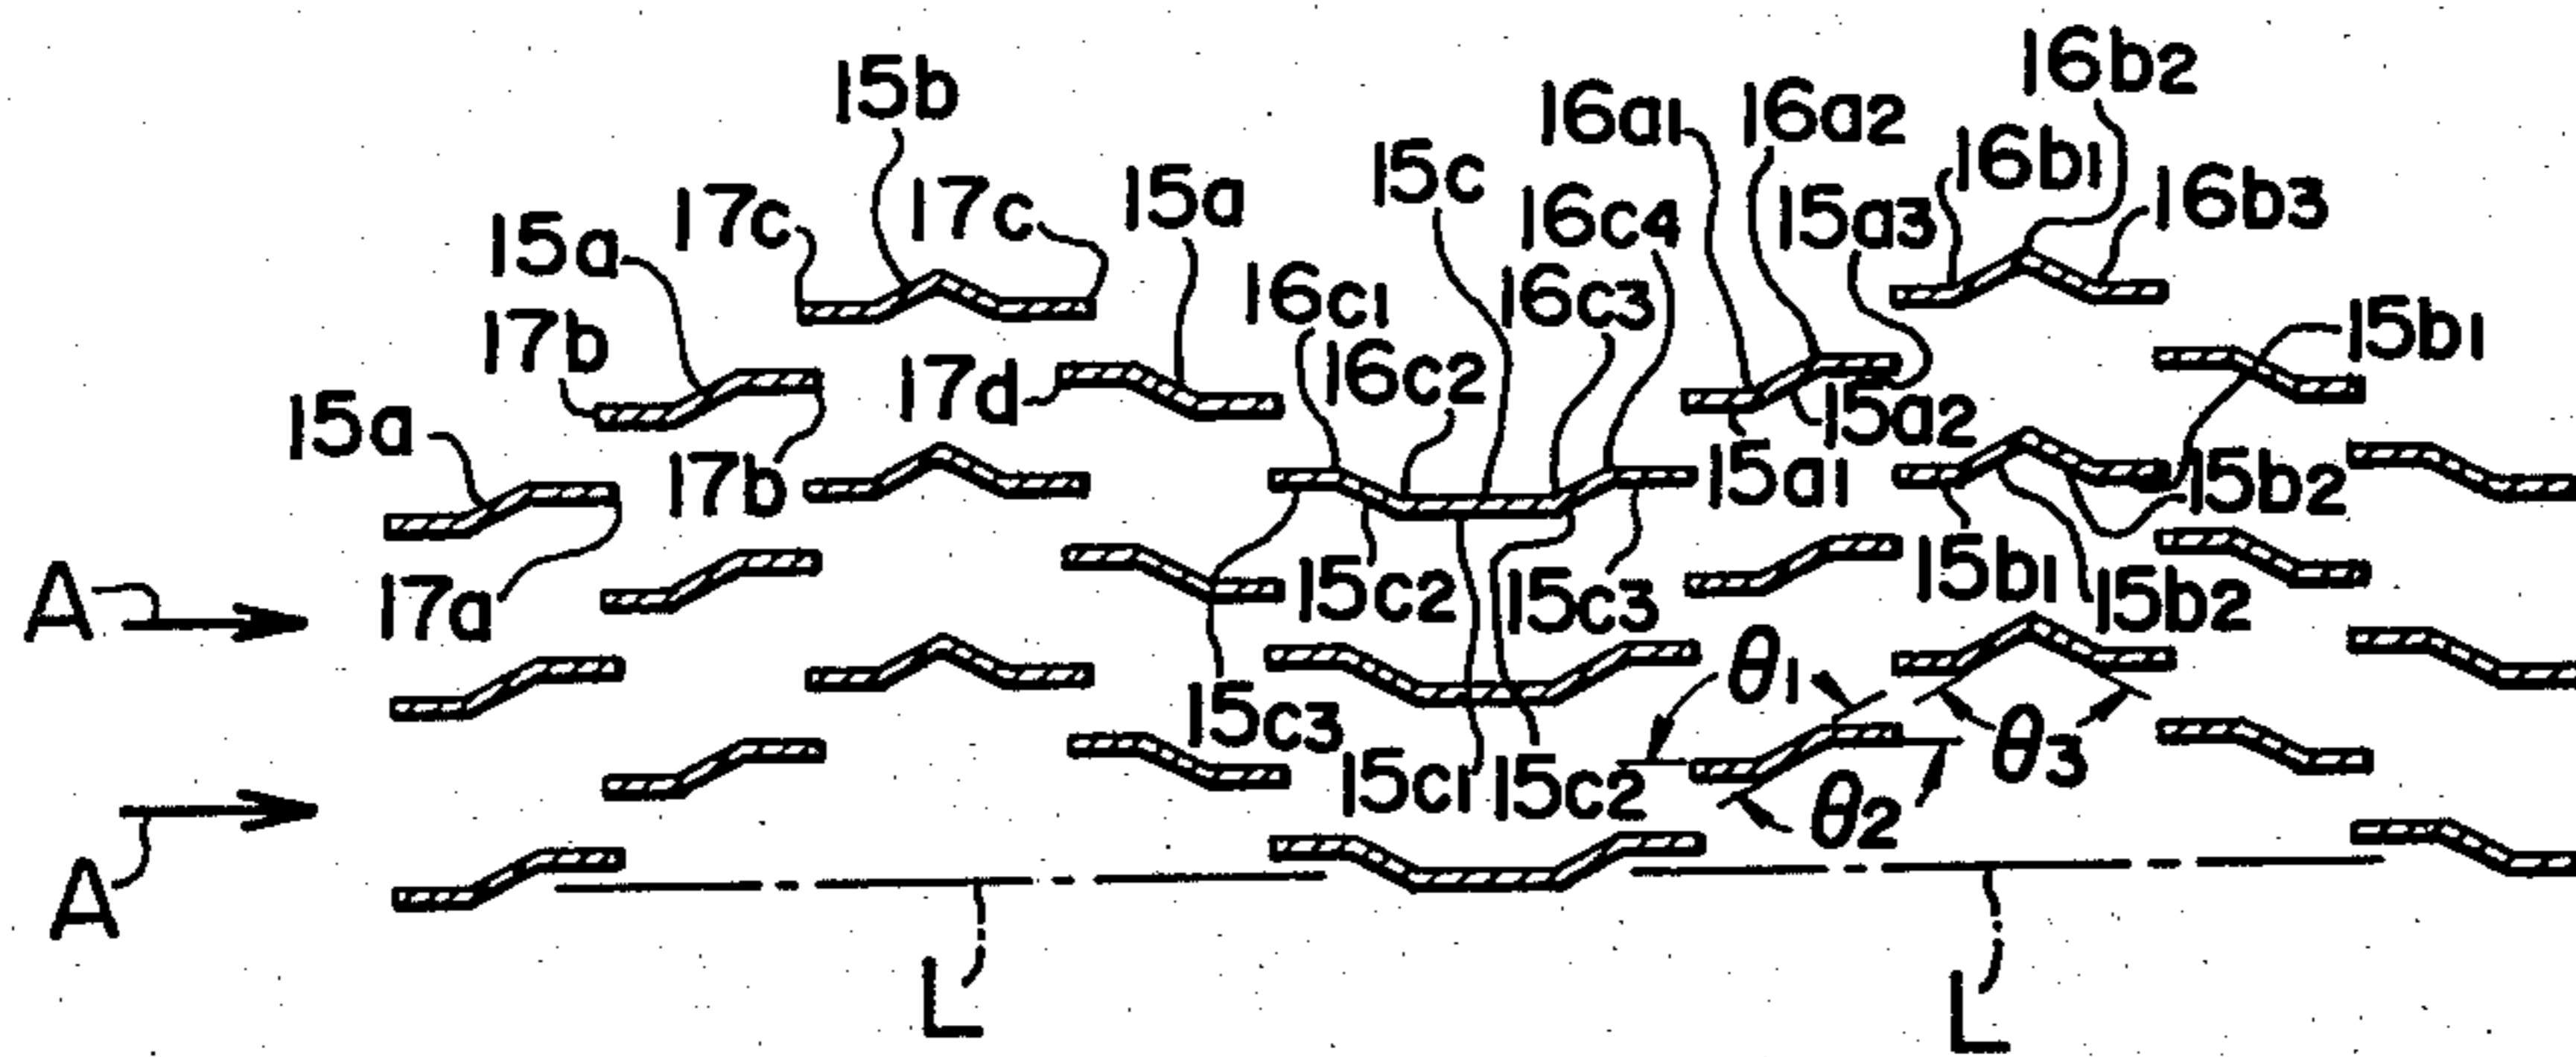 16b2
15b
16a1 16a2
15c
16b1
17c 17c 15a
16c4 15a3 16b3
15a
16c1 16c3
17b
16c2
15b1
17d
15a
15a2
17b
15a1
15b2
A
17a
15c2 15c3
15b1
15b2
θ1
15c3
θ3
15c1 15c2
θ2
A
L L